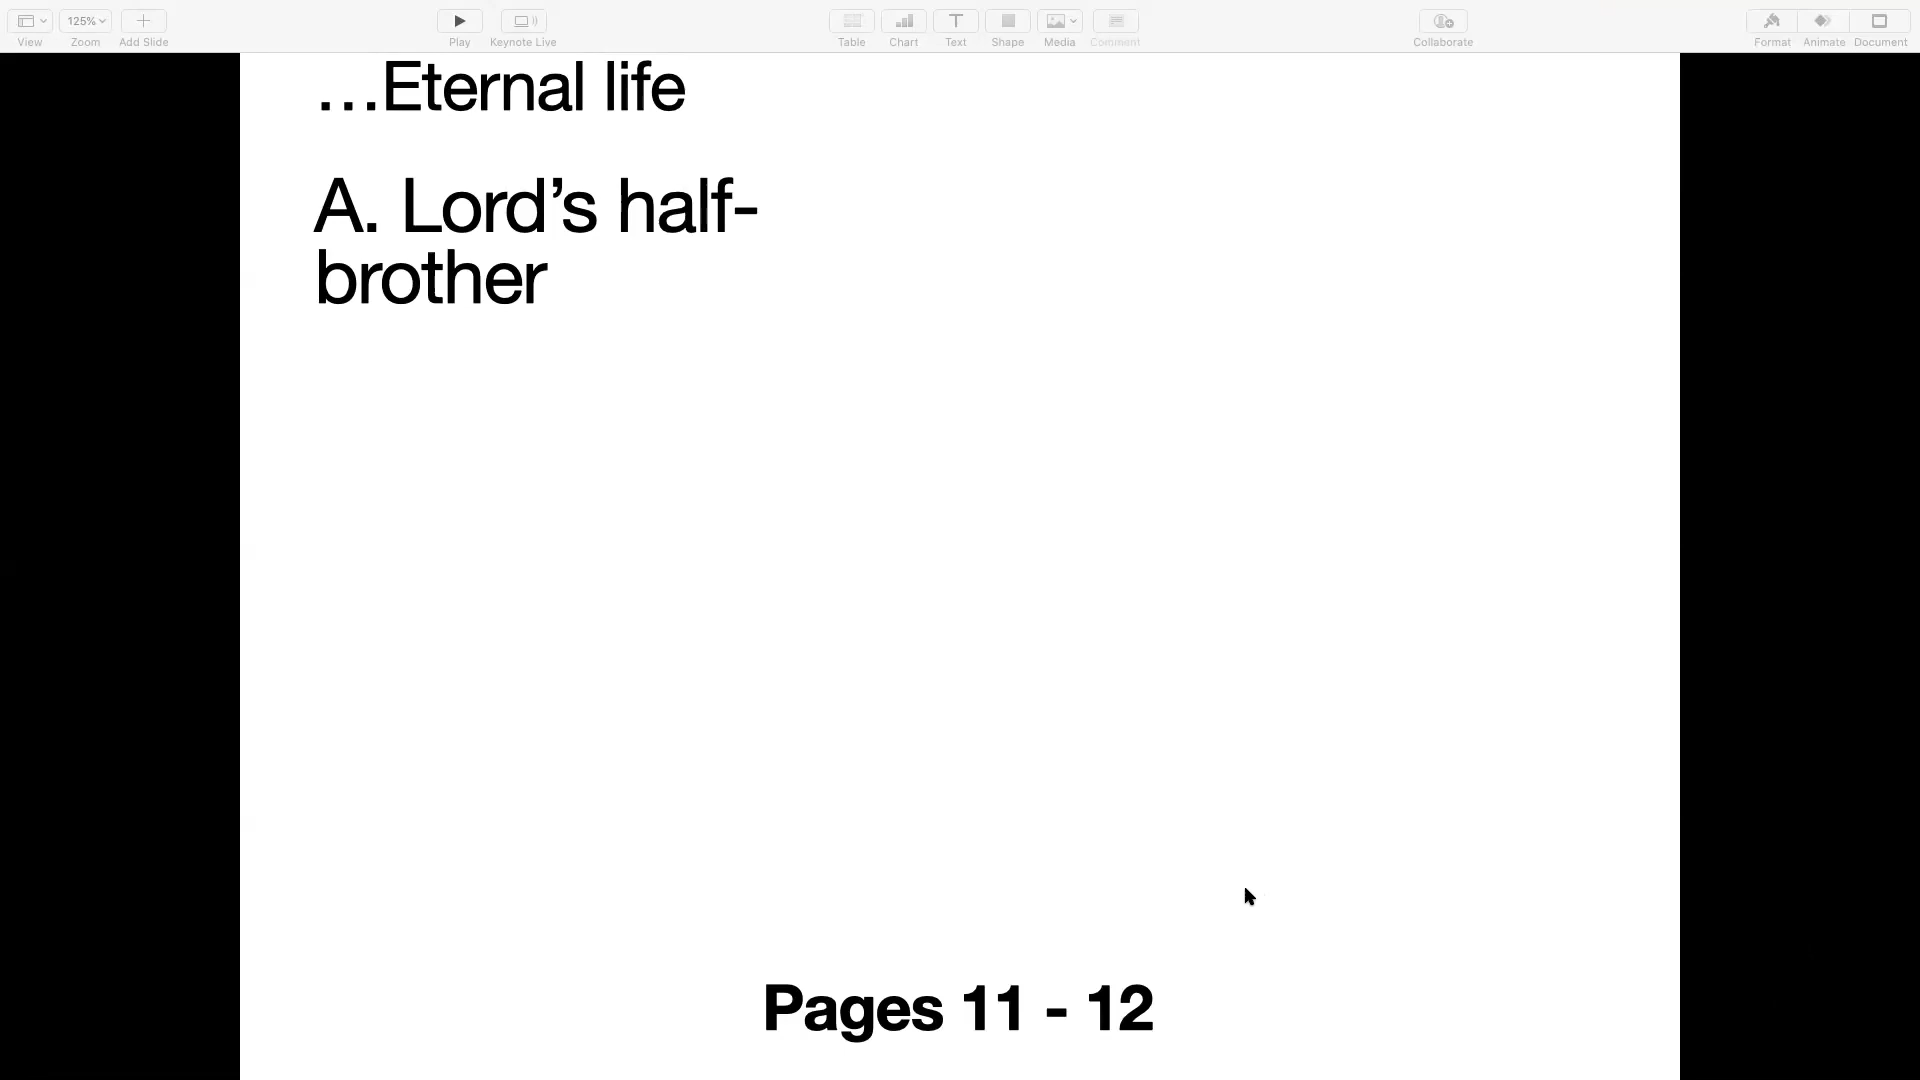 125%
View
Zoom
Add Slide
Play
Keynote Live
Table
Chart
Text
Shape
Media
Comment
Collaborate
Format
Animate
Document
…Eternal life
A. Lord’s half-
brother
Pages 11 - 12